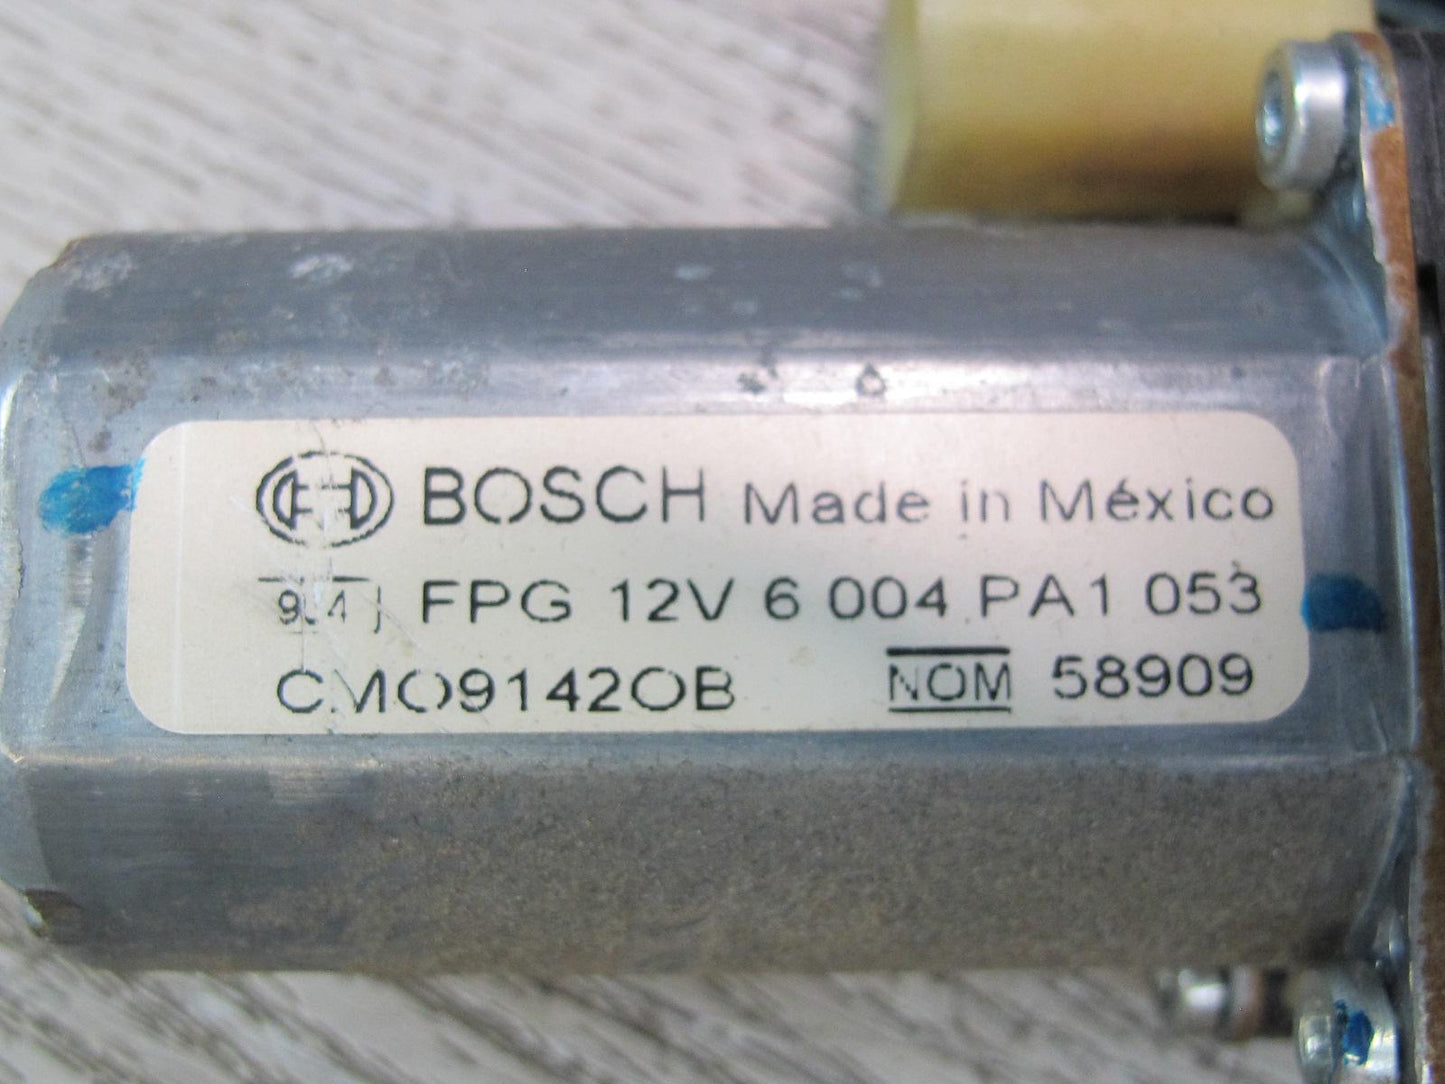 BOSCH Made in México
FPG 12V 6 004 PA1 053
CMO9142OB NOM 58909